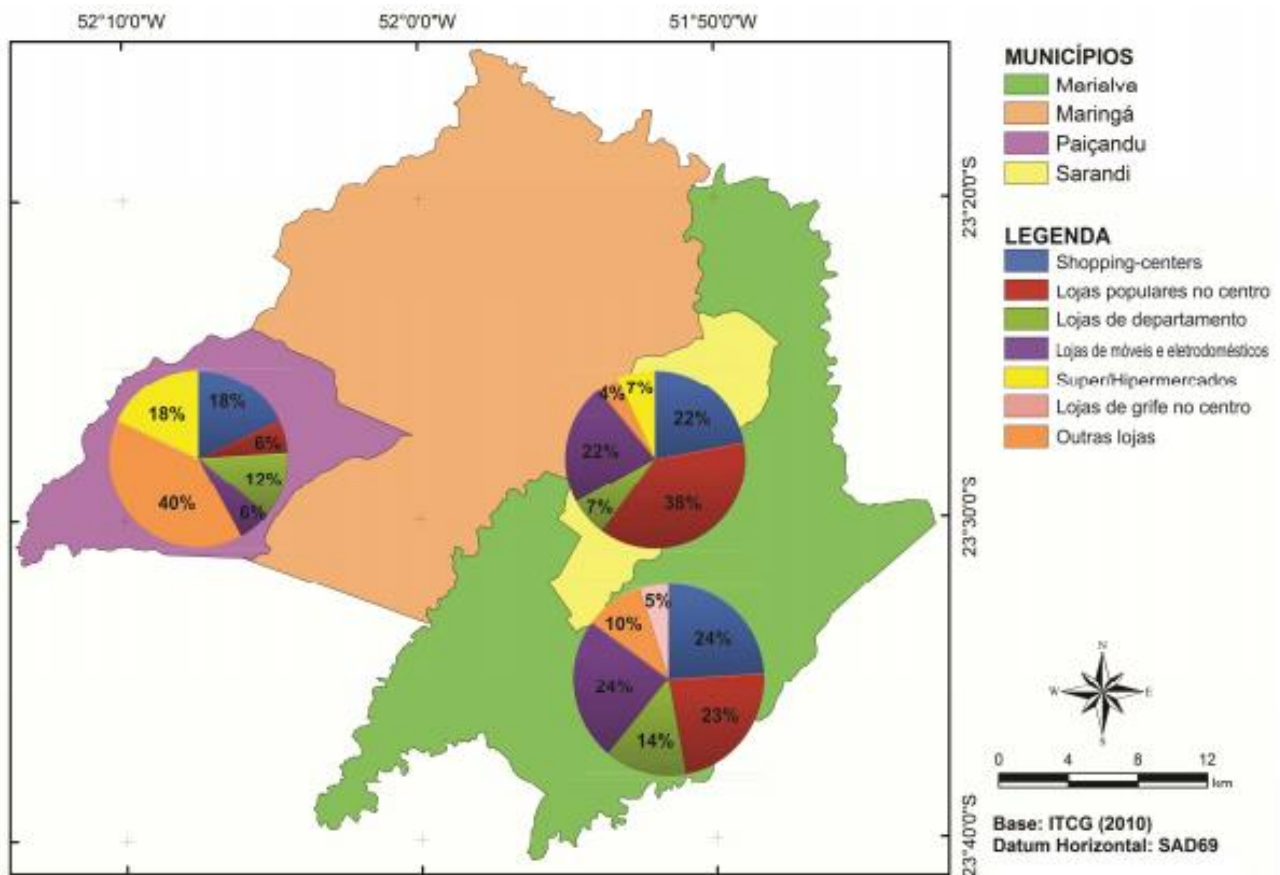 52°10'0"W
52°0'0"W
51°50'0"W
23°20'0"S
23°30'0"S
23°40'0"S
18%
6%
12%
6%
40%
18%
22%
38%
7%
22%
4%
7%
24%
23%
14%
24%
10%
5%
MUNICÍPIOS
Marialva
Maringá
Paiçandu
Sarandi
LEGENDA
Shopping-centers
Lojas populares no centro
Lojas de departamento
Lojas de móveis e eletrodomésticos
Super/Hipermercados
Lojas de grife no centro
Outras lojas
N
W
E
S
0 4 8 12
km
Base: ITCG (2010)
Datum Horizontal: SAD69